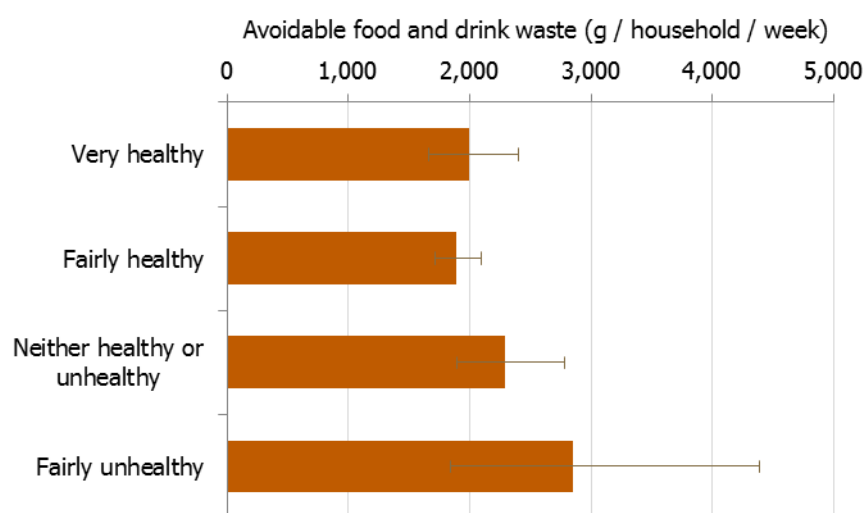 Avoidable food and drink waste (g / household / week)
0 1,000 2,000 3,000 4,000 5,000
Very healthy
Fairly healthy
Neither healthy or
unhealthy
Fairly unhealthy